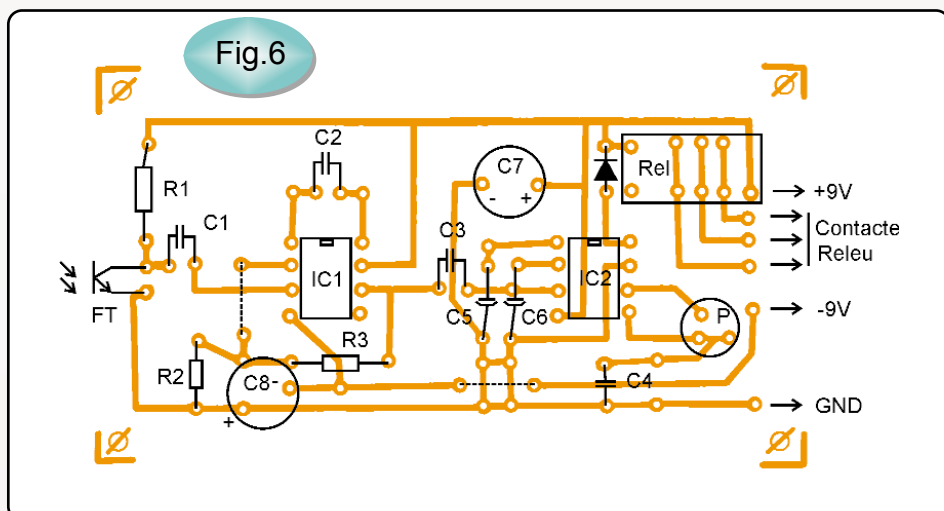 Fig.6
C2
C7
Rel
R1
- +
+9V
C1
C3
Contacte
Releu
IC1
IC2
FT
C5
C6
P
-9V
R3
R2
C8-
C4
+
GND